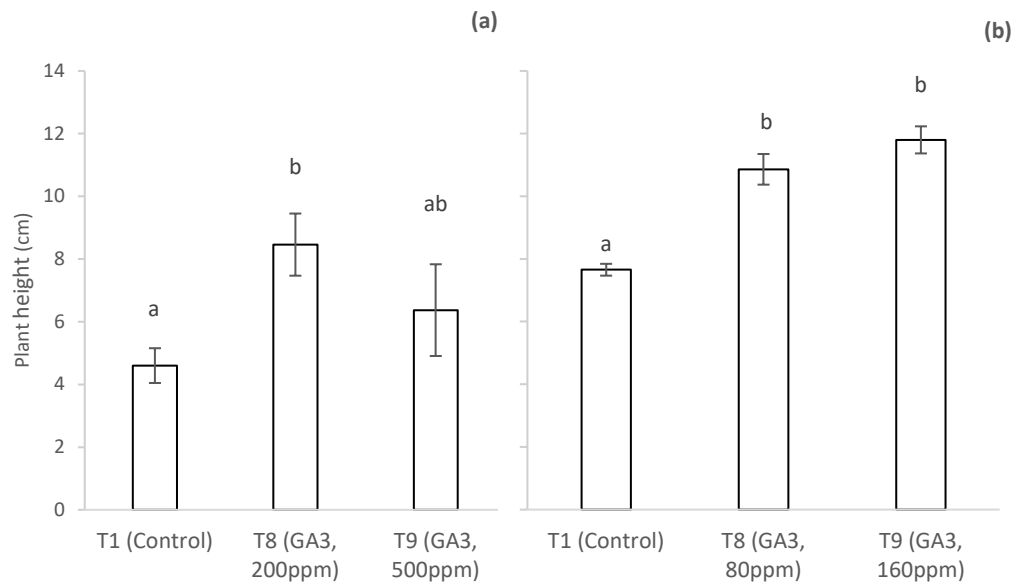 (a)
(b)
Plant height (cm)
14
12
10
8
6
4
2
0
a
b
ab
a
b
b
T1 (Control)
T8 (GA3,
200ppm)
T9 (GA3,
500ppm)
T1 (Control)
T8 (GA3,
80ppm)
T9 (GA3,
160ppm)